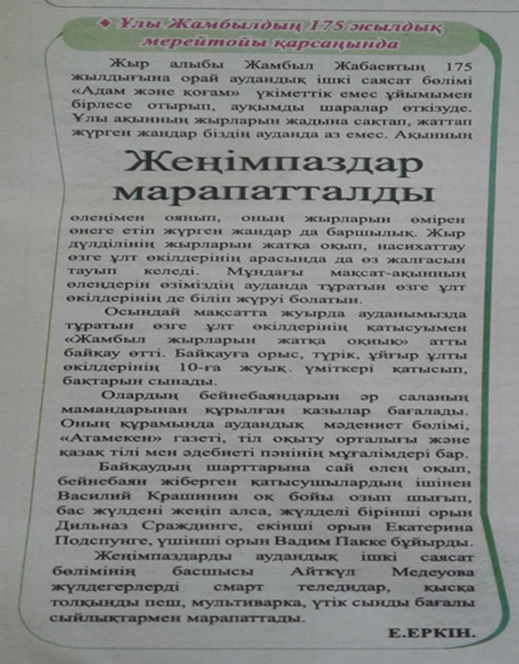 ♦ Ұлы Жамбылдың 175 жылдық
мерейтойы қарсаңында
Жыр алыбы Жамбыл Жабаевтың 175
жылдығына орай аудандық ішкі саясат бөлімі
«Адам және қоғам» үкіметтік емес ұйымымен
бірлесе отырып, ауқымды шаралар өткізуде.
Ұлы ақынның жырларын жадына сақтап, жаттап
жүрген жандар біздің ауданда аз емес. Ақынның
Жеңімпаздар
марапатталды
өлеңімен оянып, оның жырларын өмірен
өнеге етіп жүрген жандар да баршылық. Жыр
дүлділінің жырларын жатқа оқып, насихаттау
өзге ұлт өкілдерінің арасында да өз жалғасын
тауып келеді. Мұндағы мақсат-ақынның
өлеңдерін өзіміздің ауданда тұратын өзге ұлт
өкілдерінің де біліп жүруі болатын.
Осындай мақсатта жуырда ауданымызда
тұратын өзге ұлт өкілдерінің қатысуымен
«Жамбыл жырларын жатқа оқиық» атты
байқау өтті. Байқауға орыс, түрік, ұйғыр ұлты
өкілдерінің 10-ға жуық үміткері қатысып,
бақтарын сынады.
Олардың бейнебаяндарын әр саланың
мамандарынан құрылған қазылар бағалады.
Оның құрамында аудандық мәдениет бөлімі,
«Атамекен» газеті, тіл оқыту орталығы және
қазақ тілі мен әдебиеті пәнінің мұғалімдері бар.
Байқаудың шарттарына сай өлең оқып,
бейнебаян жіберген қатысушылардың ішінен
Василий Крашинин оқ бойы озып шығып,
бас жүлдені жеңіп алса, жүлделі бірінші орын
Дильназ Сраждинге, екінші орын Екатерина
Подспунге, үшінші орын Вадим Пакке бұйырды.
Жеңімпаздарды аудандық ішкі саясат
бөлімінің басшысы Айткүл Медеуова
жүлдегерлерді смарт теледидар, қысқа
толқынды пеш, мультиварка, үтік сынды бағалы
сыйлықтармен марапаттады.
Е.ЕРКІН.